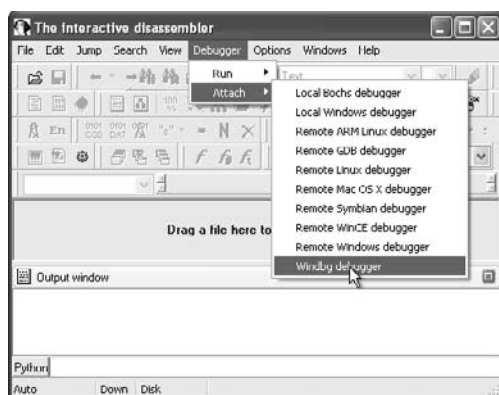 The interactive disassembler
File Edit Jump Search View Debugger Options Windows Help
Run
Attach
Text
Local Bochs debugger
Local Windows debugger
Remote ARM Linux debugger
Remote GDB debugger
Remote Linux debugger
Remote Mac OS X debugger
Remote Symbian debugger
Remote WinCE debugger
Remote Windows debugger
Windbg debugger
En
N
Drag a file here to
Output window
Python
Auto Down Disk